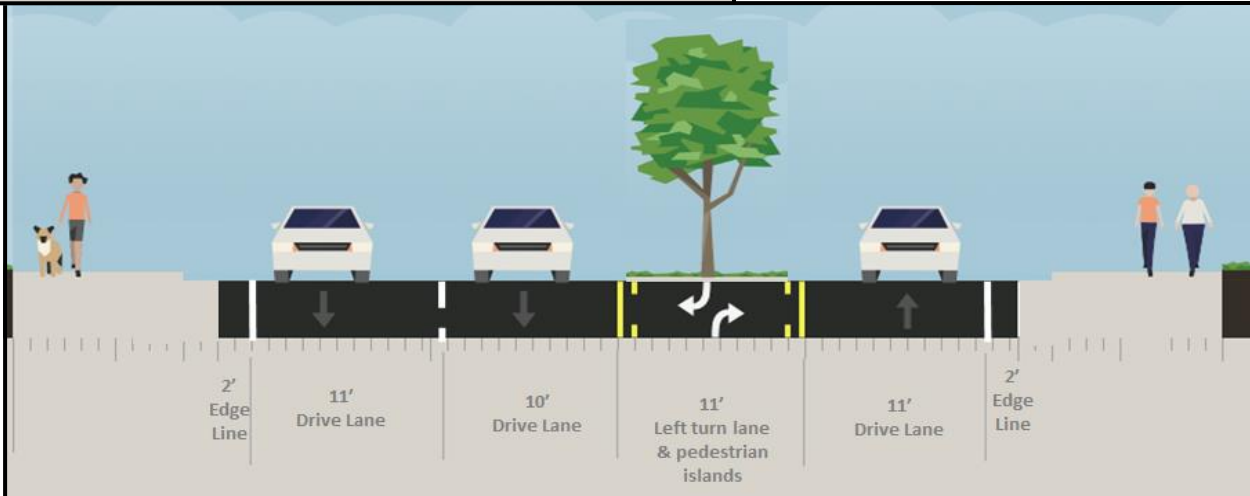 2’
Edge
Line
11’
Drive Lane
10’
Drive Lane
11’
Left turn lane
& pedestrian
islands
11’
Drive Lane
2’
Edge
Line